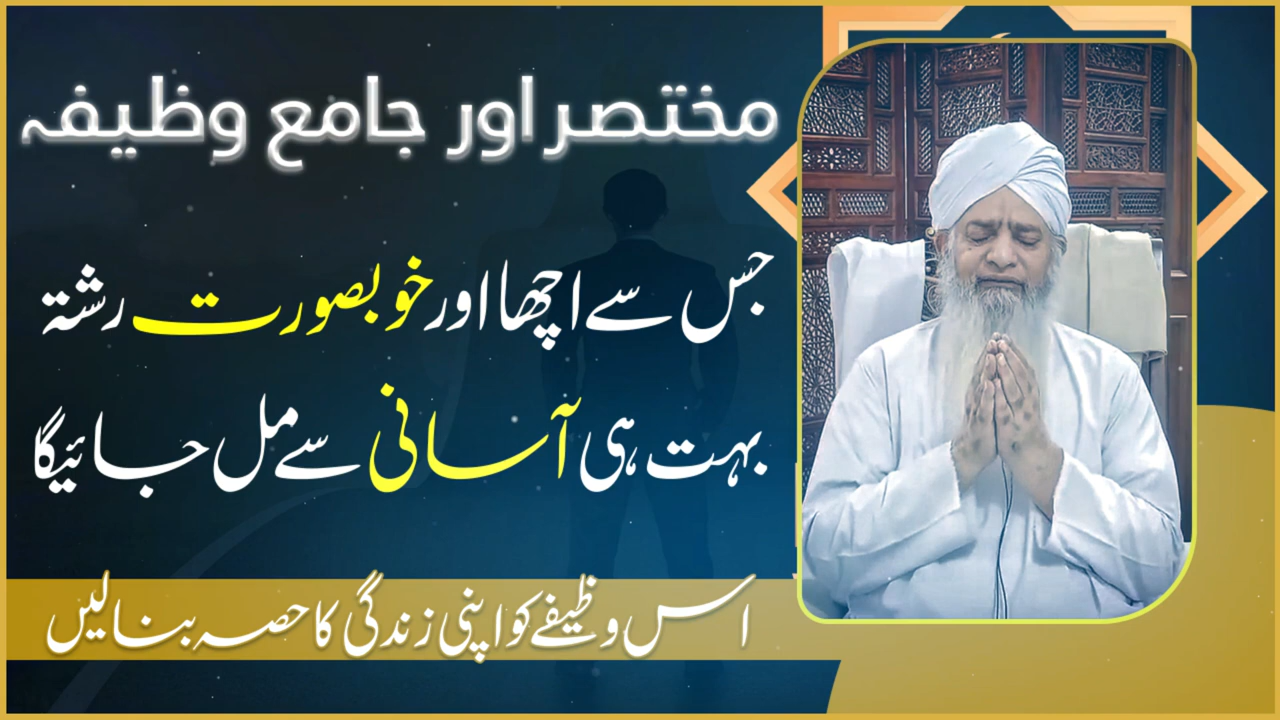 مختصر اور جامع وظیفہ
جس سے اچھا اور خوبصورت رشتہ
بہت ہی آسانی سے مل جائیگا
اس وظیفے کو اپنی زندگی کا حصہ بنالیں